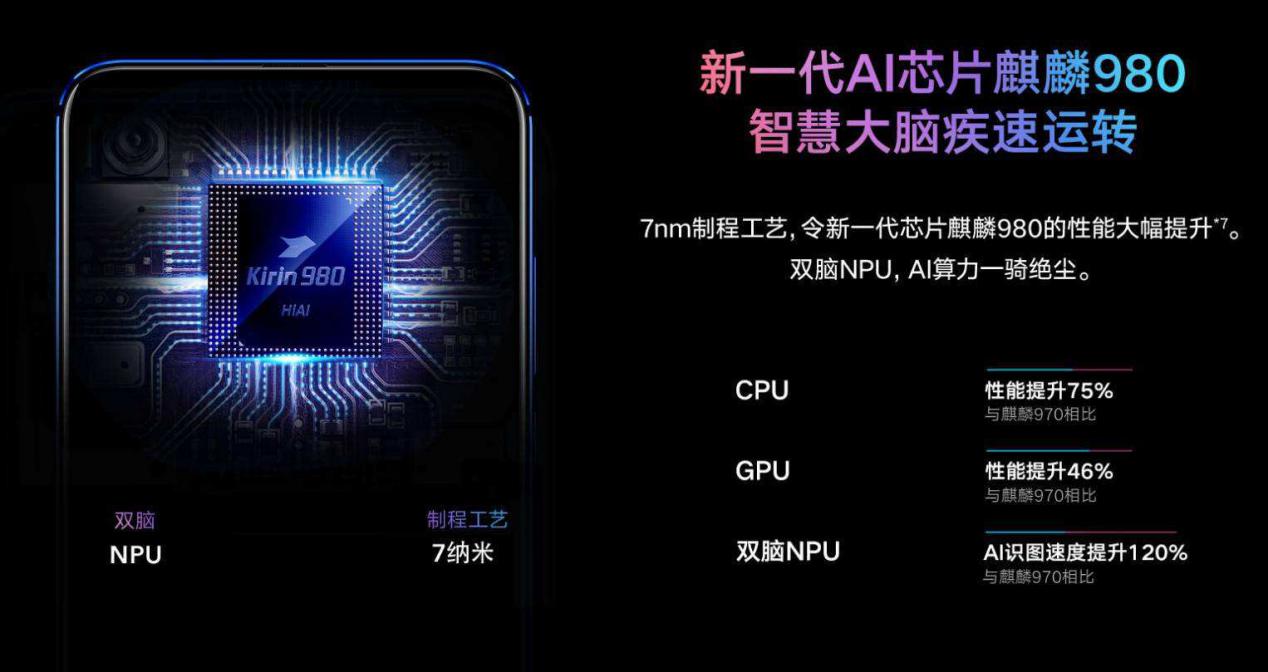 新一代AI芯片麒麟980
智慧大脑疾速运转
7nm制程工艺,令新一代芯片麒麟980的性能大幅提升*7。
双脑NPU, AI算力一骑绝尘。
Kirin 980
HiAI
双脑
NPU
制程工艺
7纳米
CPU
性能提升75%
与麒麟970相比
GPU
性能提升46%
与麒麟970相比
双脑NPU
AI识图速度提升120%
与麒麟970相比